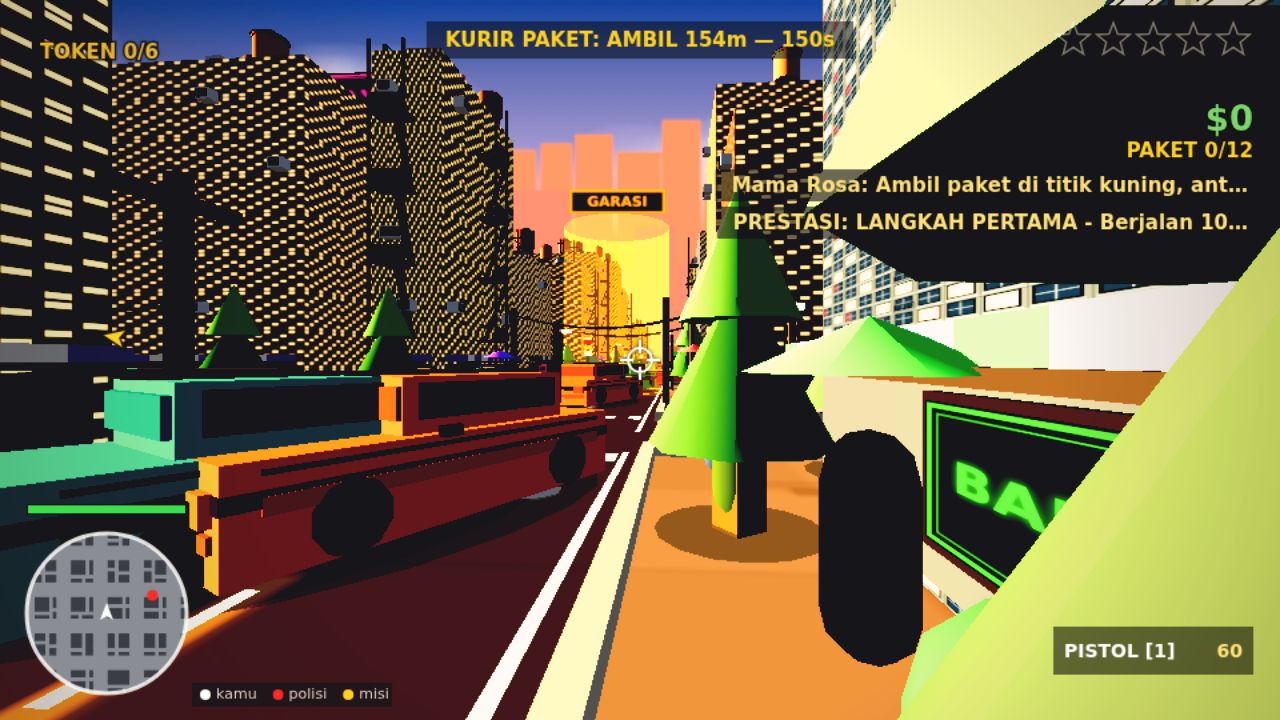 TOKEN 0/6
KURIR PAKET: AMBIL 154m — 150s
$0
PAKET 0/12
Mama Rosa: Ambil paket di titik kuning, ant...
PRESTASI: LANGKAH PERTAMA - Berjalan 10...
GARASI
BA
PISTOL [1] 60
kamu polisi misi